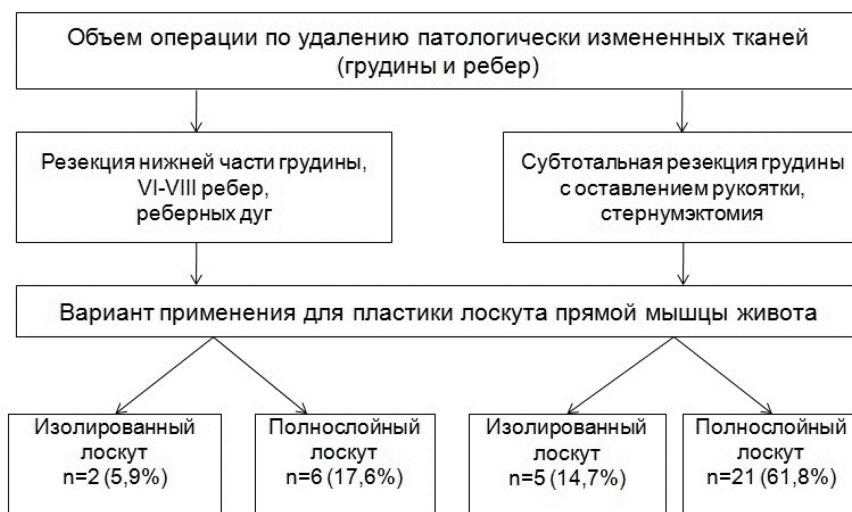 Объем операции по удалению патологически измененных тканей
(грудины и ребер)
Резекция нижней части грудины,
VI-VIII ребер,
реберных дуг
Субтотальная резекция грудины
с оставлением рукоятки,
стернумэктомия
Вариант применения для пластики лоскута прямой мышцы живота
Изолированный
лоскут
n=2 (5,9%)
Полнослойный
лоскут
n=6 (17,6%)
Изолированный
лоскут
n=5 (14,7%)
Полнослойный
лоскут
n=21 (61,8%)